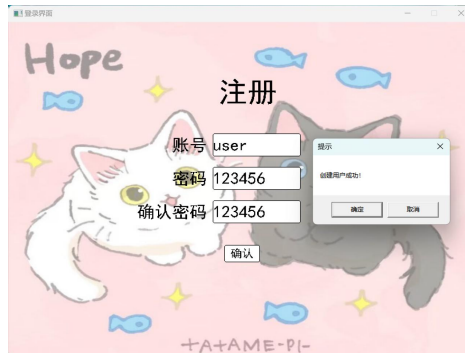 登录界面
Hope
注册
账号 user
密码 123456
确认密码 123456
确认
提示
创建用户成功!
确定
取消
TATAME-PI-